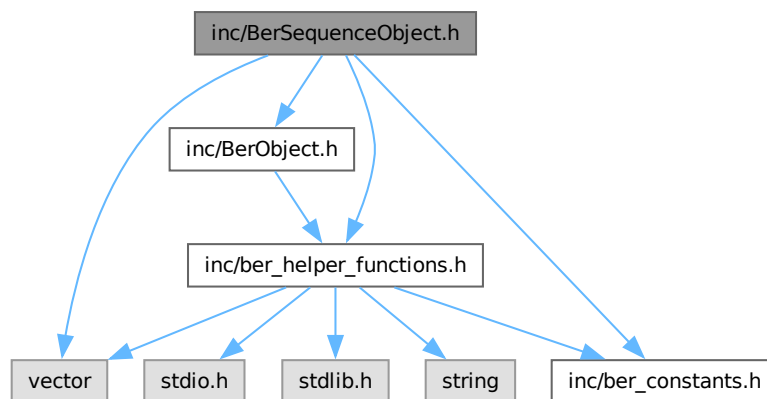 inc/BerSequenceObject.h
inc/BerObject.h
inc/ber_helper_functions.h
vector
stdio.h
stdlib.h
string
inc/ber_constants.h